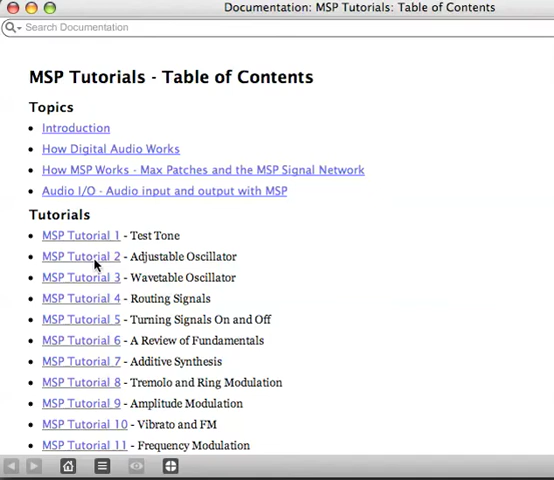 Documentation: MSP Tutorials: Table of Contents
Search Documentation
MSP Tutorials - Table of Contents
Topics
Introduction
How Digital Audio Works
How MSP Works - Max Patches and the MSP Signal Network
Audio I/O - Audio input and output with MSP
Tutorials
MSP Tutorial 1 - Test Tone
MSP Tutorial 2 - Adjustable Oscillator
MSP Tutorial 3 - Wavetable Oscillator
MSP Tutorial 4 - Routing Signals
MSP Tutorial 5 - Turning Signals On and Off
MSP Tutorial 6 - A Review of Fundamentals
MSP Tutorial 7 - Additive Synthesis
MSP Tutorial 8 - Tremolo and Ring Modulation
MSP Tutorial 9 - Amplitude Modulation
MSP Tutorial 10 - Vibrato and FM
MSP Tutorial 11 - Frequency Modulation